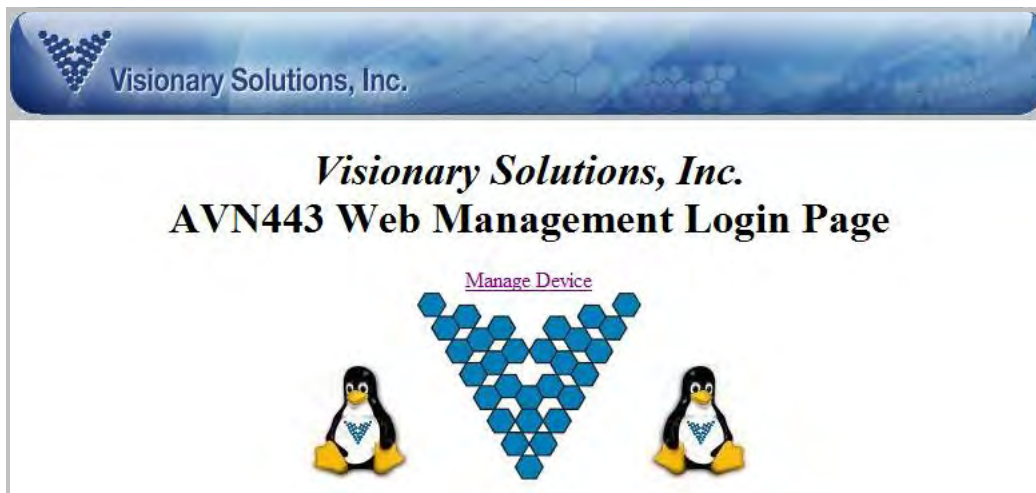 Visionary Solutions, Inc.
Visionary Solutions, Inc.
AVN443 Web Management Login Page
Manage Device